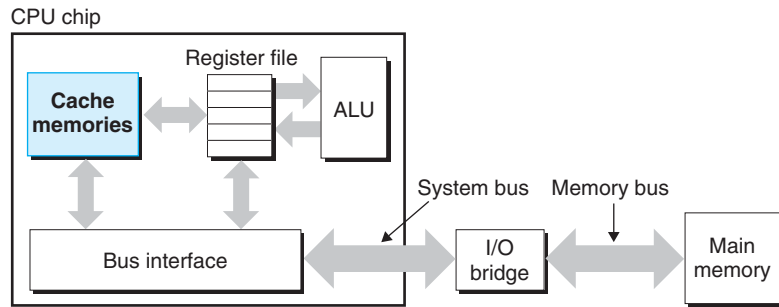 CPU chip
Register file
Cache
memories
ALU
System bus
Memory bus
Bus interface
I/O
bridge
Main
memory